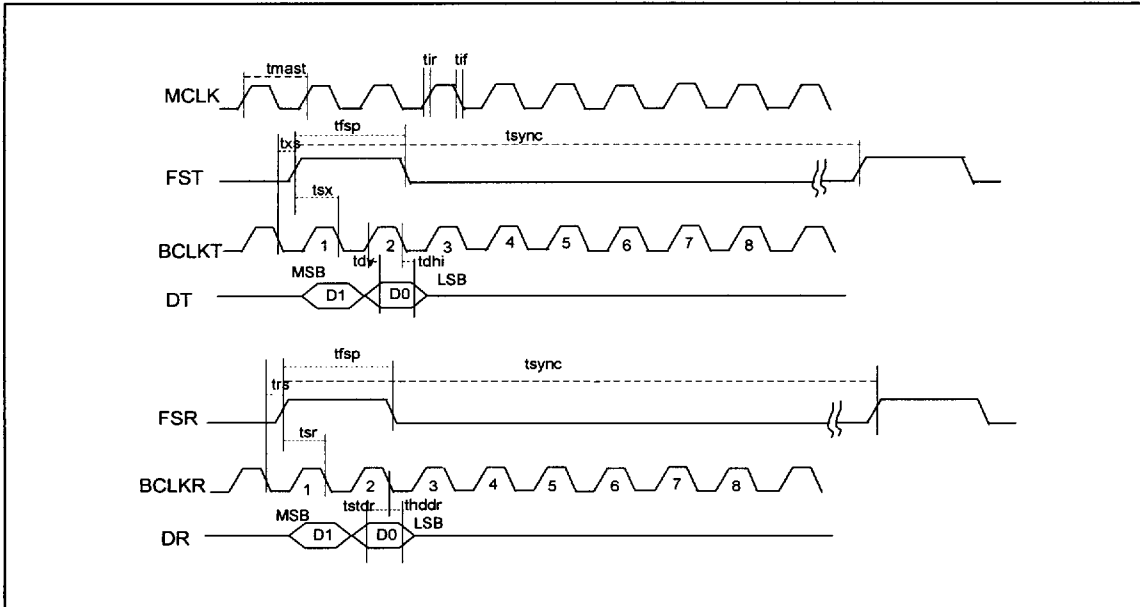 tir tif
tmast
MCLK
tfsp
tsync
txs
FST
tsx
BCLKT 1 2 3 4 5 6 7 8
tdv tdhi
MSB LSB
DT D1 D0
tfsp
tsync
trs
FSR
tsr
BCLKR 1 2 3 4 5 6 7 8
tstdr thddr
MSB LSB
DR D1 D0